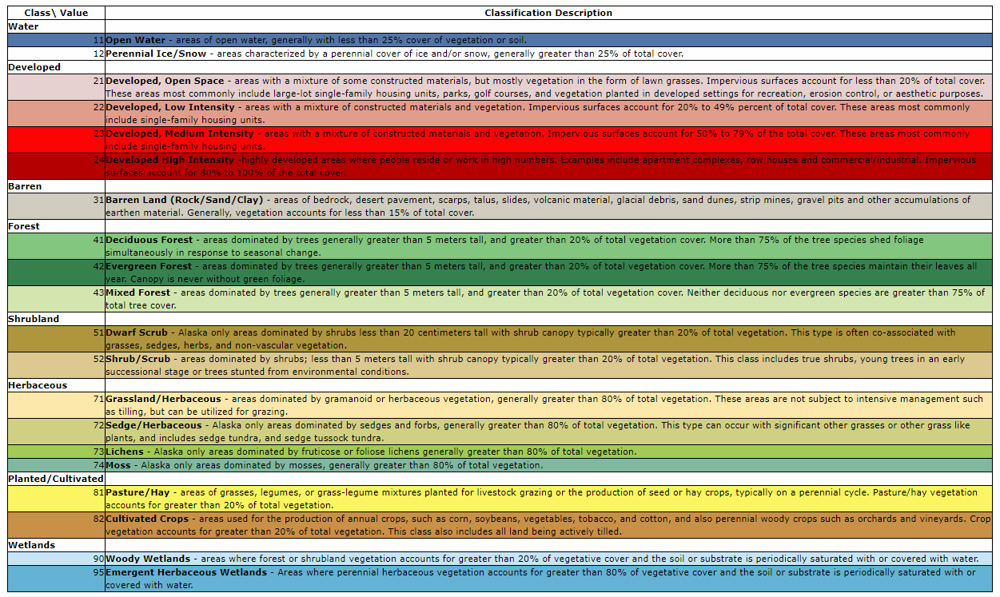 Class\ Value Classification Description
Water
11 Open Water - areas of open water, generally with less than 25% cover of vegetation or soil.
12 Perennial Ice/Snow - areas characterized by a perennial cover of ice and/or snow, generally greater than 25% of total cover.
Developed
21 Developed, Open Space - areas with a mixture of some constructed materials, but mostly vegetation in the form of lawn grasses. Impervious surfaces account for less than 20% of total cover.
These areas most commonly include large-lot single-family housing units, parks, golf courses, and vegetation planted in developed settings for recreation, erosion control, or aesthetic purposes.
22 Developed, Low Intensity - areas with a mixture of constructed materials and vegetation. Impervious surfaces account for 20% to 49% percent of total cover. These areas most commonly
include single-family housing units.
23 Developed, Medium Intensity - areas with a mixture of constructed materials and vegetation. Impervious surfaces account for 50% to 79% of the total cover. These areas most commonly
include single-family housing units.
24 Developed High Intensity -highly developed areas where people reside or work in high numbers. Examples include apartment complexes, row houses and commercial/industrial. Impervious
surfaces account for 80% to 100% of the total cover.
Barren
31 Barren Land (Rock/Sand/Clay) - areas of bedrock, desert pavement, scarps, talus, slides, volcanic material, glacial debris, sand dunes, strip mines, gravel pits and other accumulations of
earthen material. Generally, vegetation accounts for less than 15% of total cover.
Forest
41 Deciduous Forest - areas dominated by trees generally greater than 5 meters tall, and greater than 20% of total vegetation cover. More than 75% of the tree species shed foliage
simultaneously in response to seasonal change.
42 Evergreen Forest - areas dominated by trees generally greater than 5 meters tall, and greater than 20% of total vegetation cover. More than 75% of the tree species maintain their leaves all
year. Canopy is never without green foliage.
43 Mixed Forest - areas dominated by trees generally greater than 5 meters tall, and greater than 20% of total vegetation cover. Neither deciduous nor evergreen species are greater than 75% of
total tree cover.
Shrubland
51 Dwarf Scrub - Alaska only areas dominated by shrubs less than 20 centimeters tall with shrub canopy typically greater than 20% of total vegetation. This type is often co-associated with
grasses, sedges, herbs, and non-vascular vegetation.
52 Shrub/Scrub - areas dominated by shrubs; less than 5 meters tall with shrub canopy typically greater than 20% of total vegetation. This class includes true shrubs, young trees in an early
successional stage or trees stunted from environmental conditions.
Herbaceous
71 Grassland/Herbaceous - areas dominated by gramanoid or herbaceous vegetation, generally greater than 80% of total vegetation. These areas are not subject to intensive management such
as tilling, but can be utilized for grazing.
72 Sedge/Herbaceous - Alaska only areas dominated by sedges and forbs, generally greater than 80% of total vegetation. This type can occur with significant other grasses or other grass like
plants, and includes sedge tundra, and sedge tussock tundra.
73 Lichens - Alaska only areas dominated by fruticose or foliose lichens generally greater than 80% of total vegetation.
74 Moss - Alaska only areas dominated by mosses, generally greater than 80% of total vegetation.
Planted/Cultivated
81 Pasture/Hay - areas of grasses, legumes, or grass-legume mixtures planted for livestock grazing or the production of seed or hay crops, typically on a perennial cycle. Pasture/hay vegetation
accounts for greater than 20% of total vegetation.
82 Cultivated Crops - areas used for the production of annual crops, such as corn, soybeans, vegetables, tobacco, and cotton, and also perennial woody crops such as orchards and vineyards. Crop
vegetation accounts for greater than 20% of total vegetation. This class also includes all land being actively tilled.
Wetlands
90 Woody Wetlands - areas where forest or shrubland vegetation accounts for greater than 20% of vegetative cover and the soil or substrate is periodically saturated with or covered with water.
95 Emergent Herbaceous Wetlands - Areas where perennial herbaceous vegetation accounts for greater than 80% of vegetative cover and the soil or substrate is periodically saturated with or
covered with water.